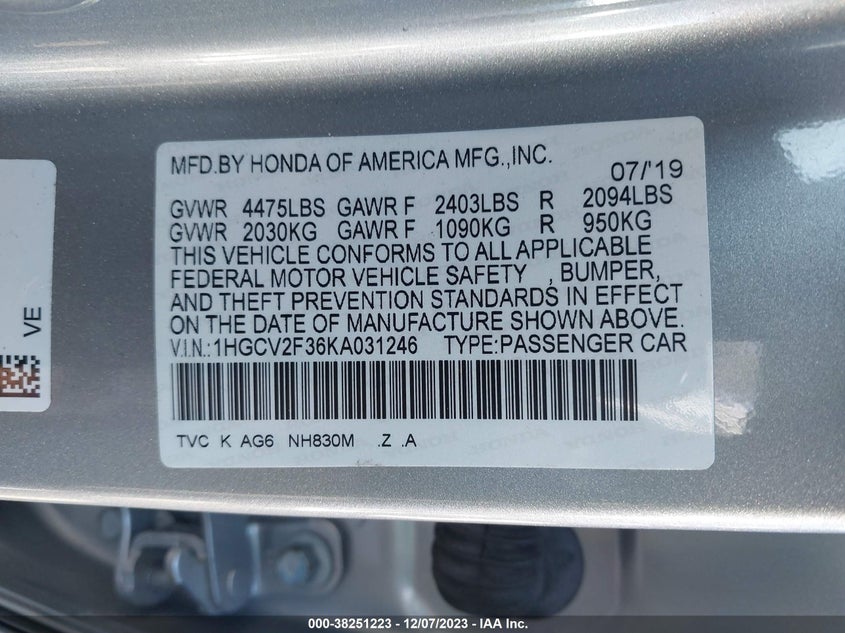 MFD.BY HONDA OF AMERICA MFG.,INC.
07/'19
GVWR 4475LBS GAWR F 2403LBS R 2094LBS
GVWR 2030KG GAWR F 1090KG R 950KG
THIS VEHICLE CONFORMS TO ALL APPLICABLE
FEDERAL MOTOR VEHICLE SAFETY , BUMPER,
AND THEFT PREVENTION STANDARDS IN EFFECT
ON THE DATE OF MANUFACTURE SHOWN ABOVE.
V.I.N.:1HGCV2F36KA031246 TYPE:PASSENGER CAR
TVC K AG6 NH830M .Z .A
VE
000-38251223 — 12/07/2023 - IAA Inc.